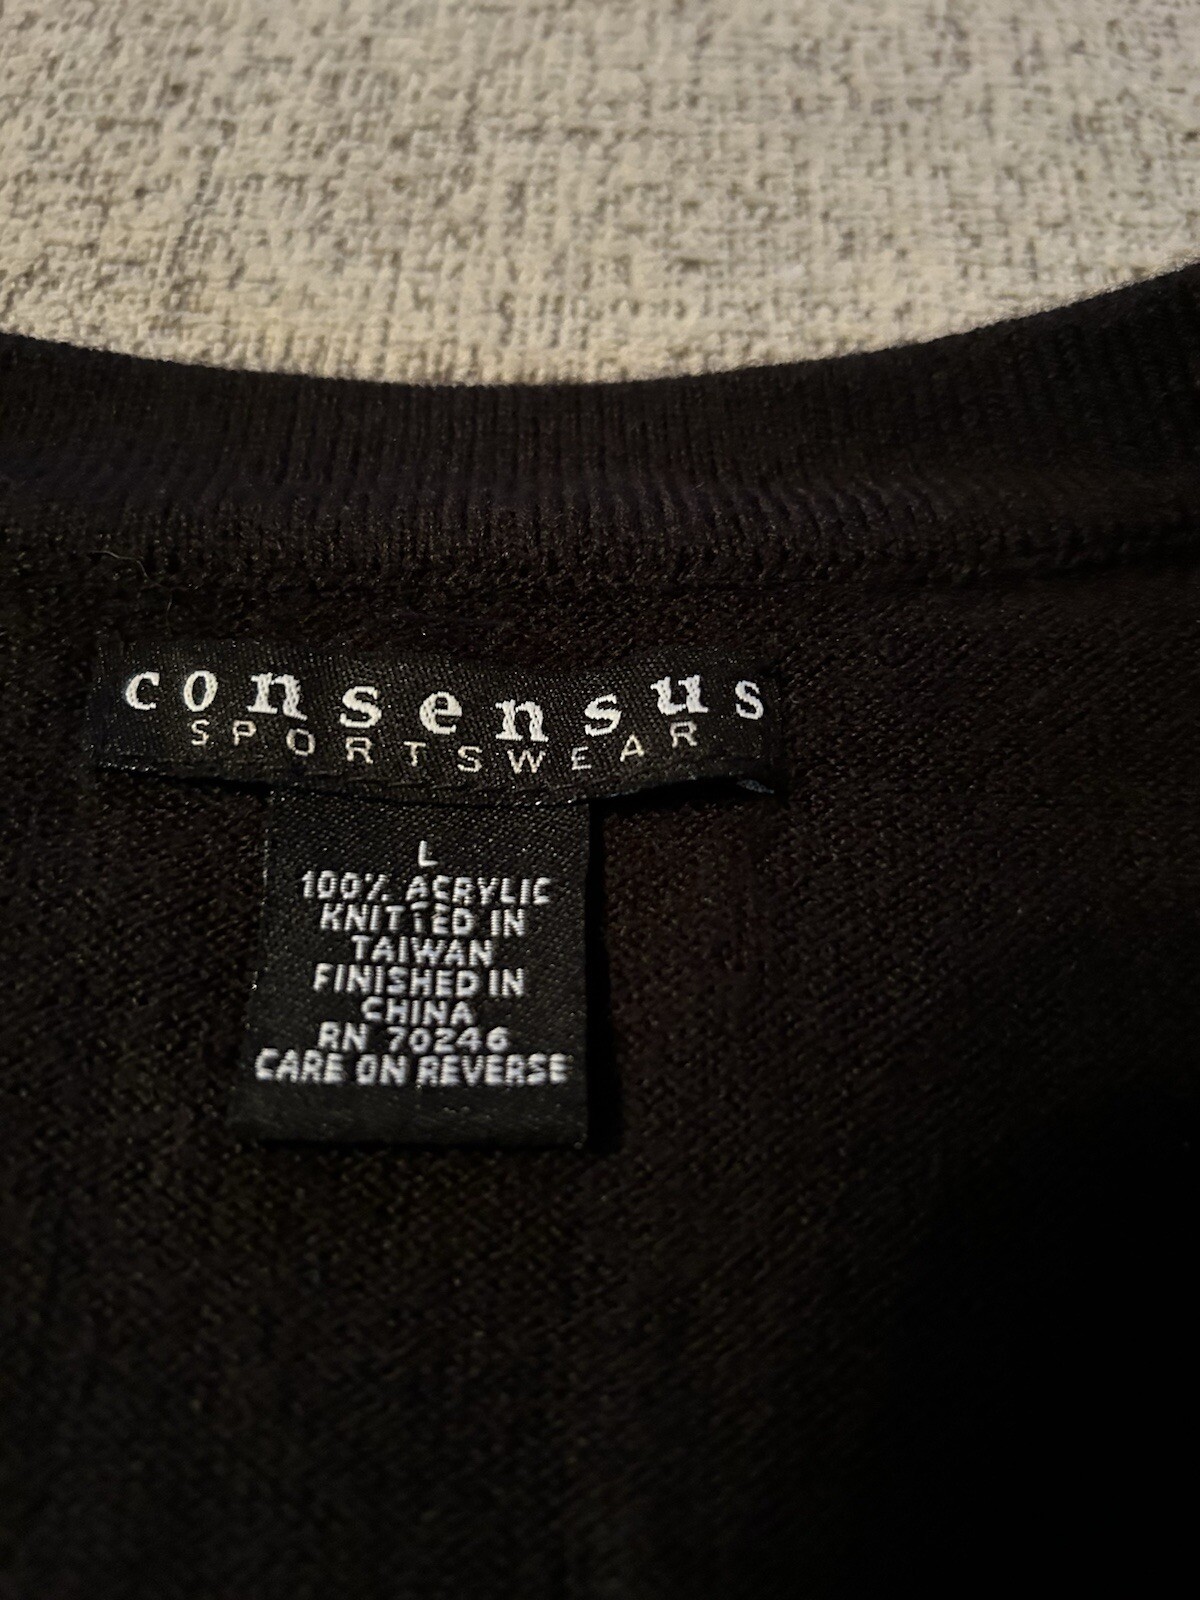 consensus
SPORTSWEAR
L
100% ACRYLIC
KNITTED IN
TAIWAN
FINISHED IN
CHINA
RN 70246
CARE ON REVERSE